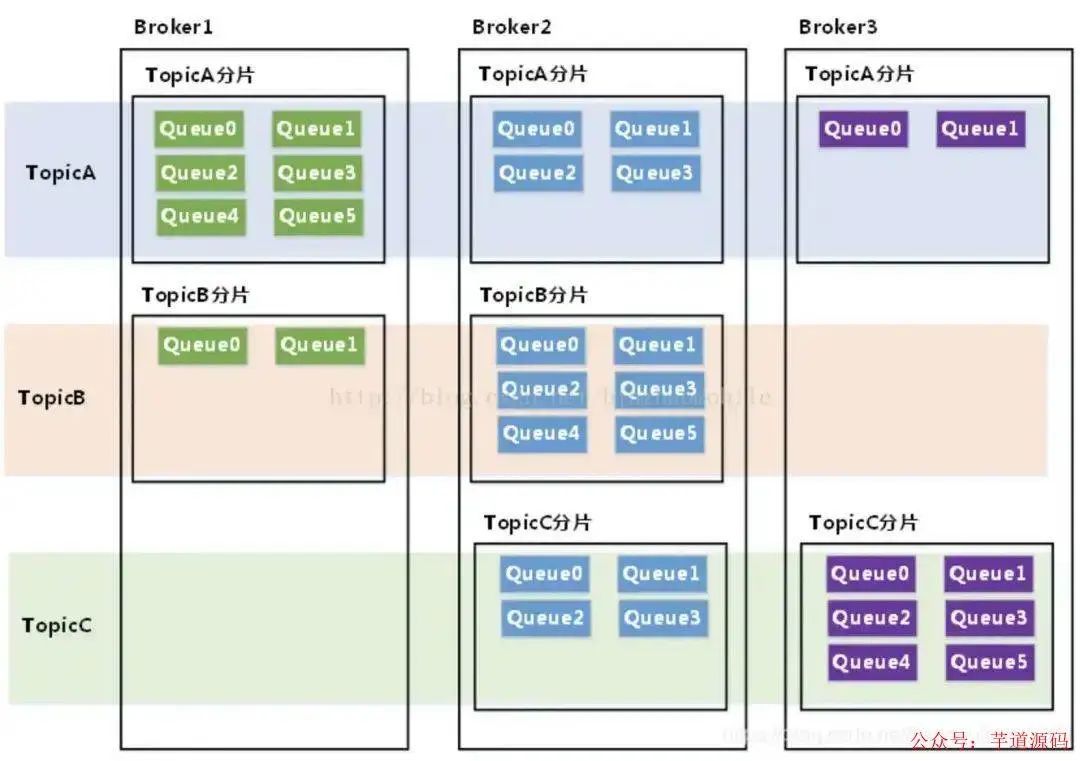 Broker1
Broker2
Broker3
TopicA分片
TopicA分片
TopicA分片
TopicA
Queue0 Queue1
Queue2 Queue3
Queue4 Queue5
Queue0 Queue1
Queue2 Queue3
Queue0 Queue1
TopicB分片
TopicB分片
TopicB
Queue0 Queue1
Queue0 Queue1
Queue2 Queue3
Queue4 Queue5
TopicC分片
TopicC分片
TopicC
Queue0 Queue1
Queue2 Queue3
Queue0 Queue1
Queue2 Queue3
Queue4 Queue5
公众号：芋道源码